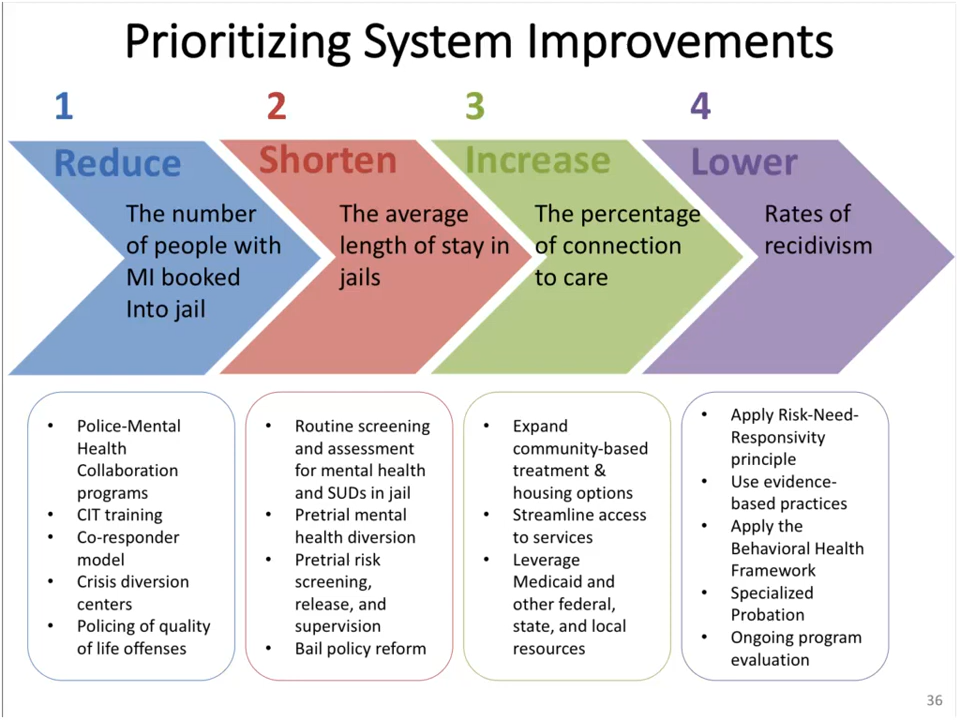 Prioritizing System Improvements
1
Reduce
The number
of people with
MI booked
Into jail
2
Shorten
The average
length of stay in
jails
3
Increase
The percentage
of connection
to care
4
Lower
Rates of
recidivism
• Police-Mental
Health
Collaboration
programs
• CIT training
• Co-responder
model
• Crisis diversion
centers
• Policing of quality
of life offenses
• Routine screening
and assessment
for mental health
and SUDs in jail
• Pretrial mental
health diversion
• Pretrial risk
screening,
release, and
supervision
• Bail policy reform
• Expand
community-based
treatment &
housing options
• Streamline access
to services
• Leverage
Medicaid and
other federal,
state, and local
resources
• Apply Risk-Need-
Responsivity
principle
• Use evidence-
based practices
• Apply the
Behavioral Health
Framework
• Specialized
Probation
• Ongoing program
evaluation
36